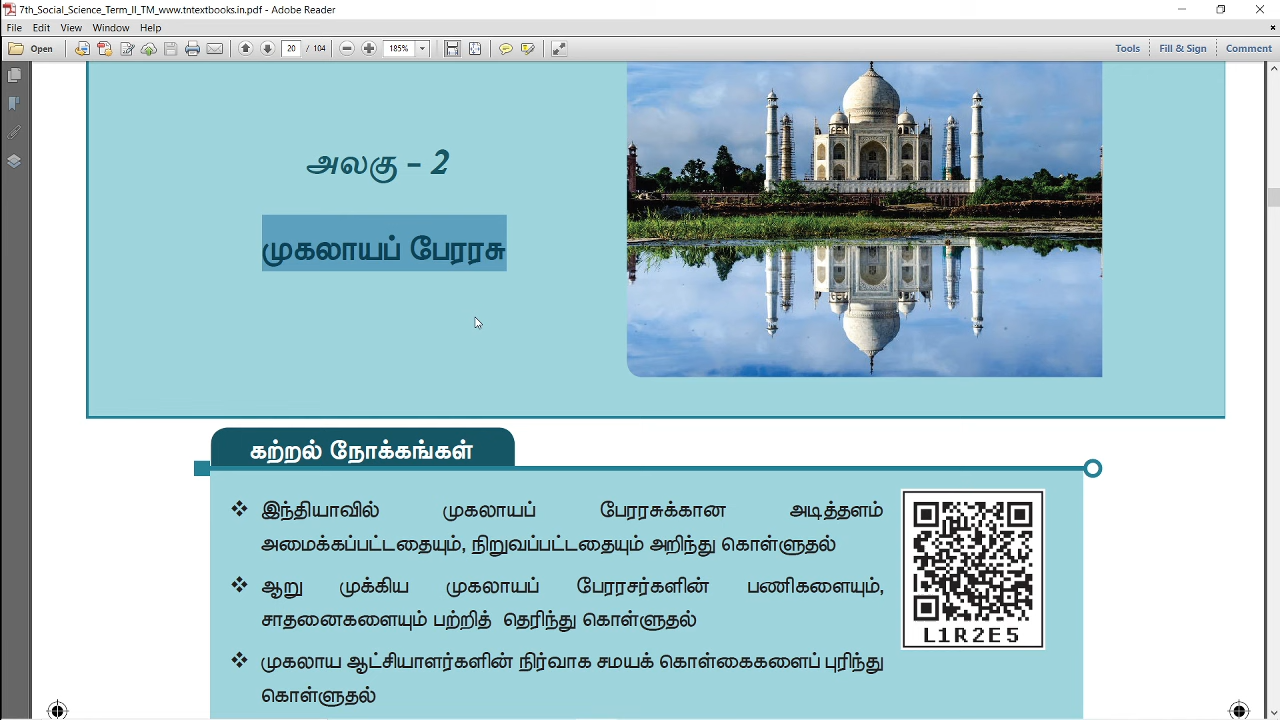 7th_Social_Science_Term_II_TM_www.tntextbooks.in.pdf - Adobe Reader
File Edit View Window Help
Open 20 / 104 185% Tools Fill & Sign Comment
அலகு – 2
முகலாயப் பேரரசு
கற்றல் நோக்கங்கள்
❖ இந்தியாவில் முகலாயப் பேரரசுக்கான அடித்தளம்
அமைக்கப்பட்டதையும், நிறுவப்பட்டதையும் அறிந்து கொள்ளுதல்
❖ ஆறு முக்கிய முகலாயப் பேரரசர்களின் பணிகளையும்,
சாதனைகளையும் பற்றித் தெரிந்து கொள்ளுதல்
❖ முகலாய ஆட்சியாளர்களின் நிர்வாக சமயக் கொள்கைகளைப் புரிந்து
கொள்ளுதல்
L1R2E5